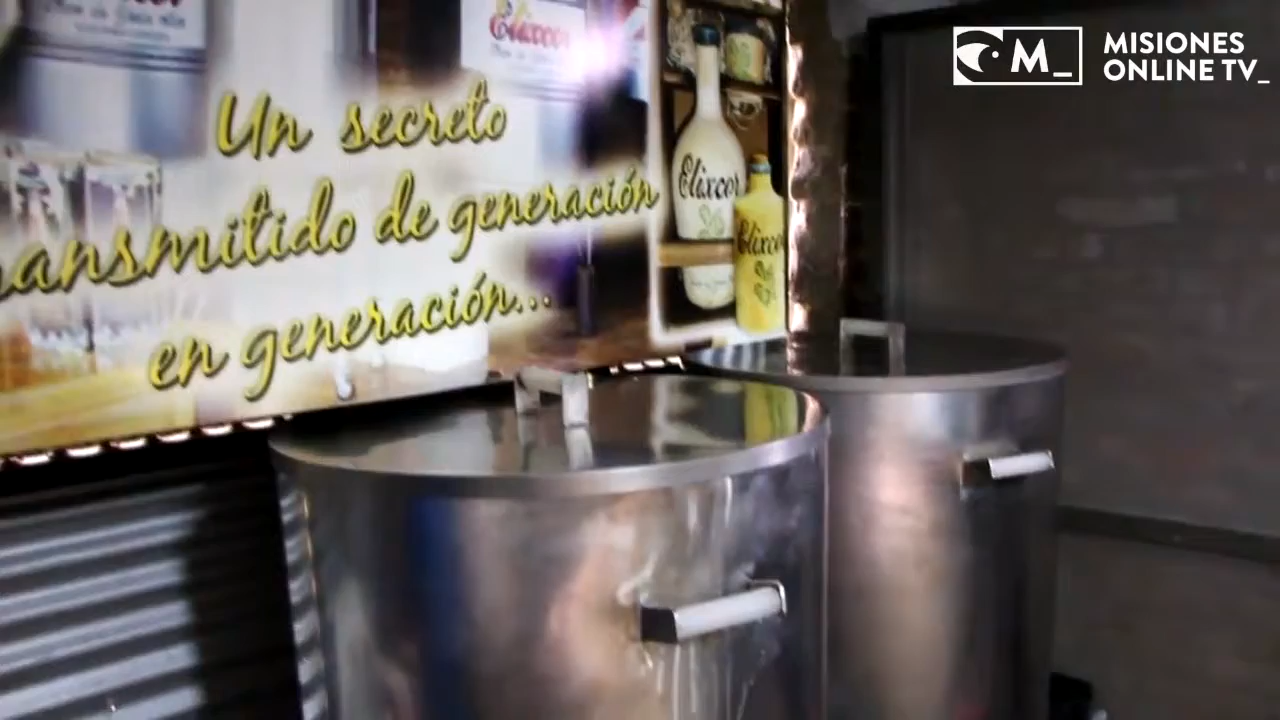 M_
MISIONES
ONLINE TV_
Elixcor
Un secreto
ansmitido de generación
en generación...
Elixcor
Elixcor